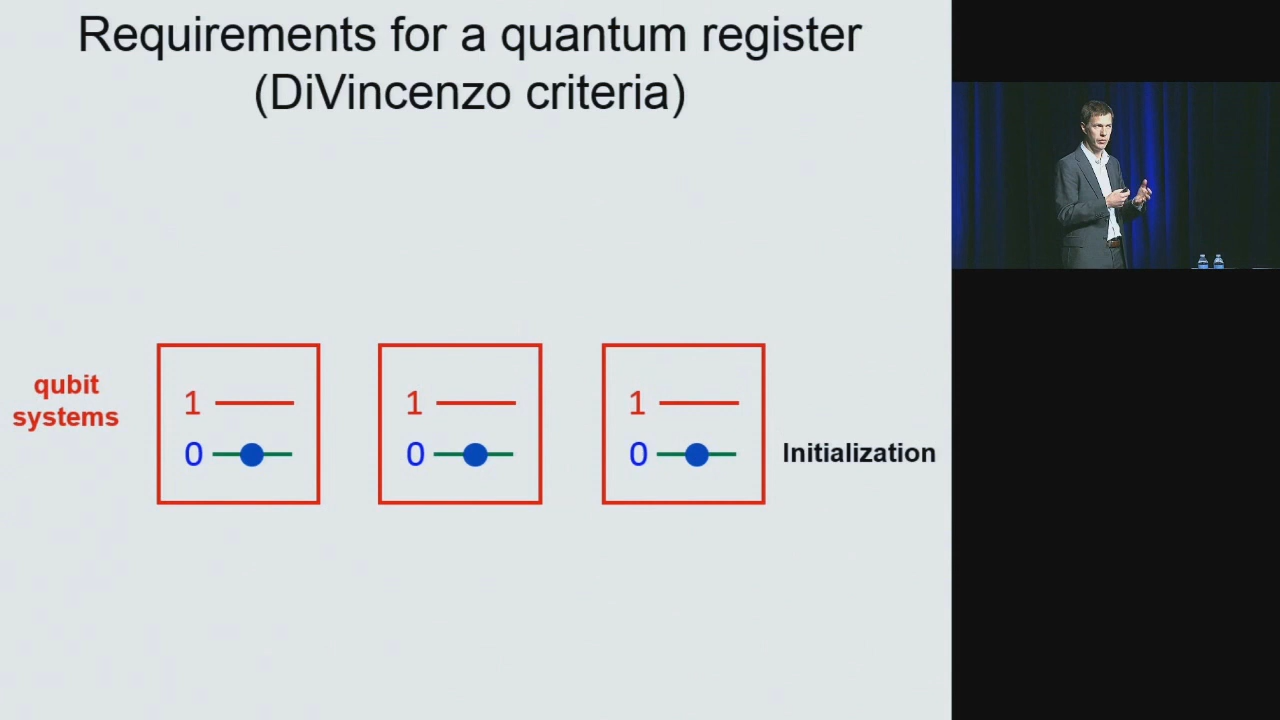 Requirements for a quantum register
(DiVincenzo criteria)
qubit
systems
1
0
1
0
1
0
Initialization